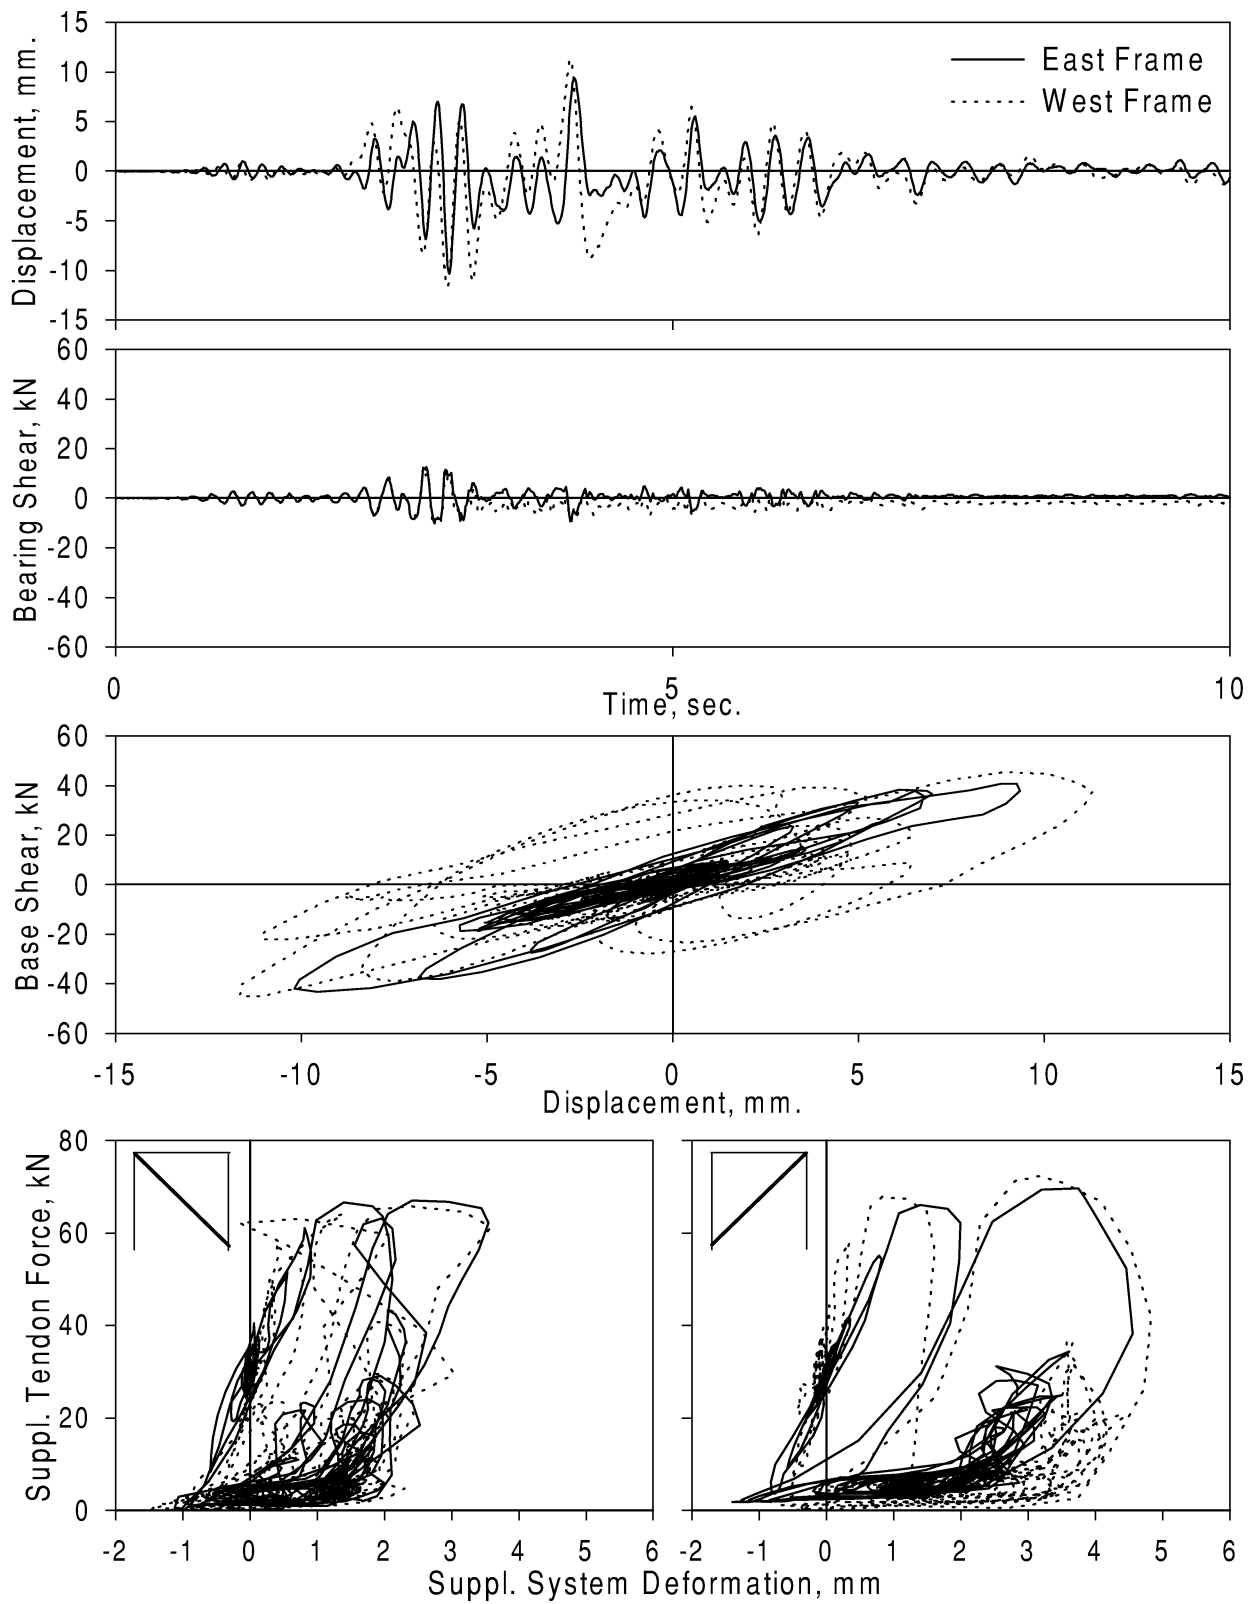 15
10
5
0
-5
-10
-15
Displacement, mm.
East Frame
West Frame
60
40
20
0
-20
-40
-60
Bearing Shear, kN
0 5 10
Time, sec.
60
40
20
0
-20
-40
-60
Base Shear, kN
-15 -10 -5 0 5 10 15
Displacement, mm.
80
60
40
20
0
Suppl. Tendon Force, kN
-2 -1 0 1 2 3 4 5 6 -2 -1 0 1 2 3 4 5 6
Suppl. System Deformation, mm